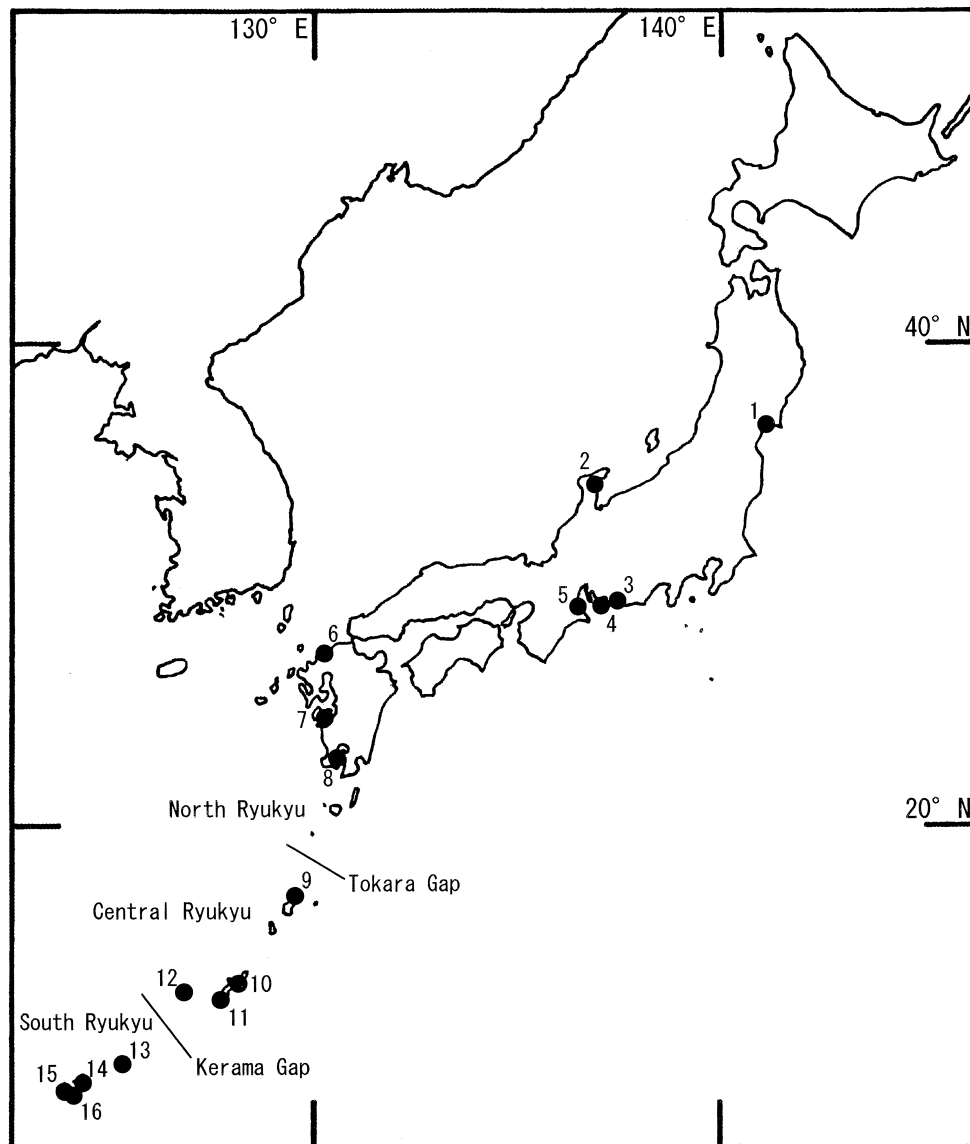 130° E
140° E
40° N
1
2
3
5
4
6
7
8
North Ryukyu
20° N
9
Tokara Gap
Central Ryukyu
12
10
11
South Ryukyu
13
Kerama Gap
15
14
16